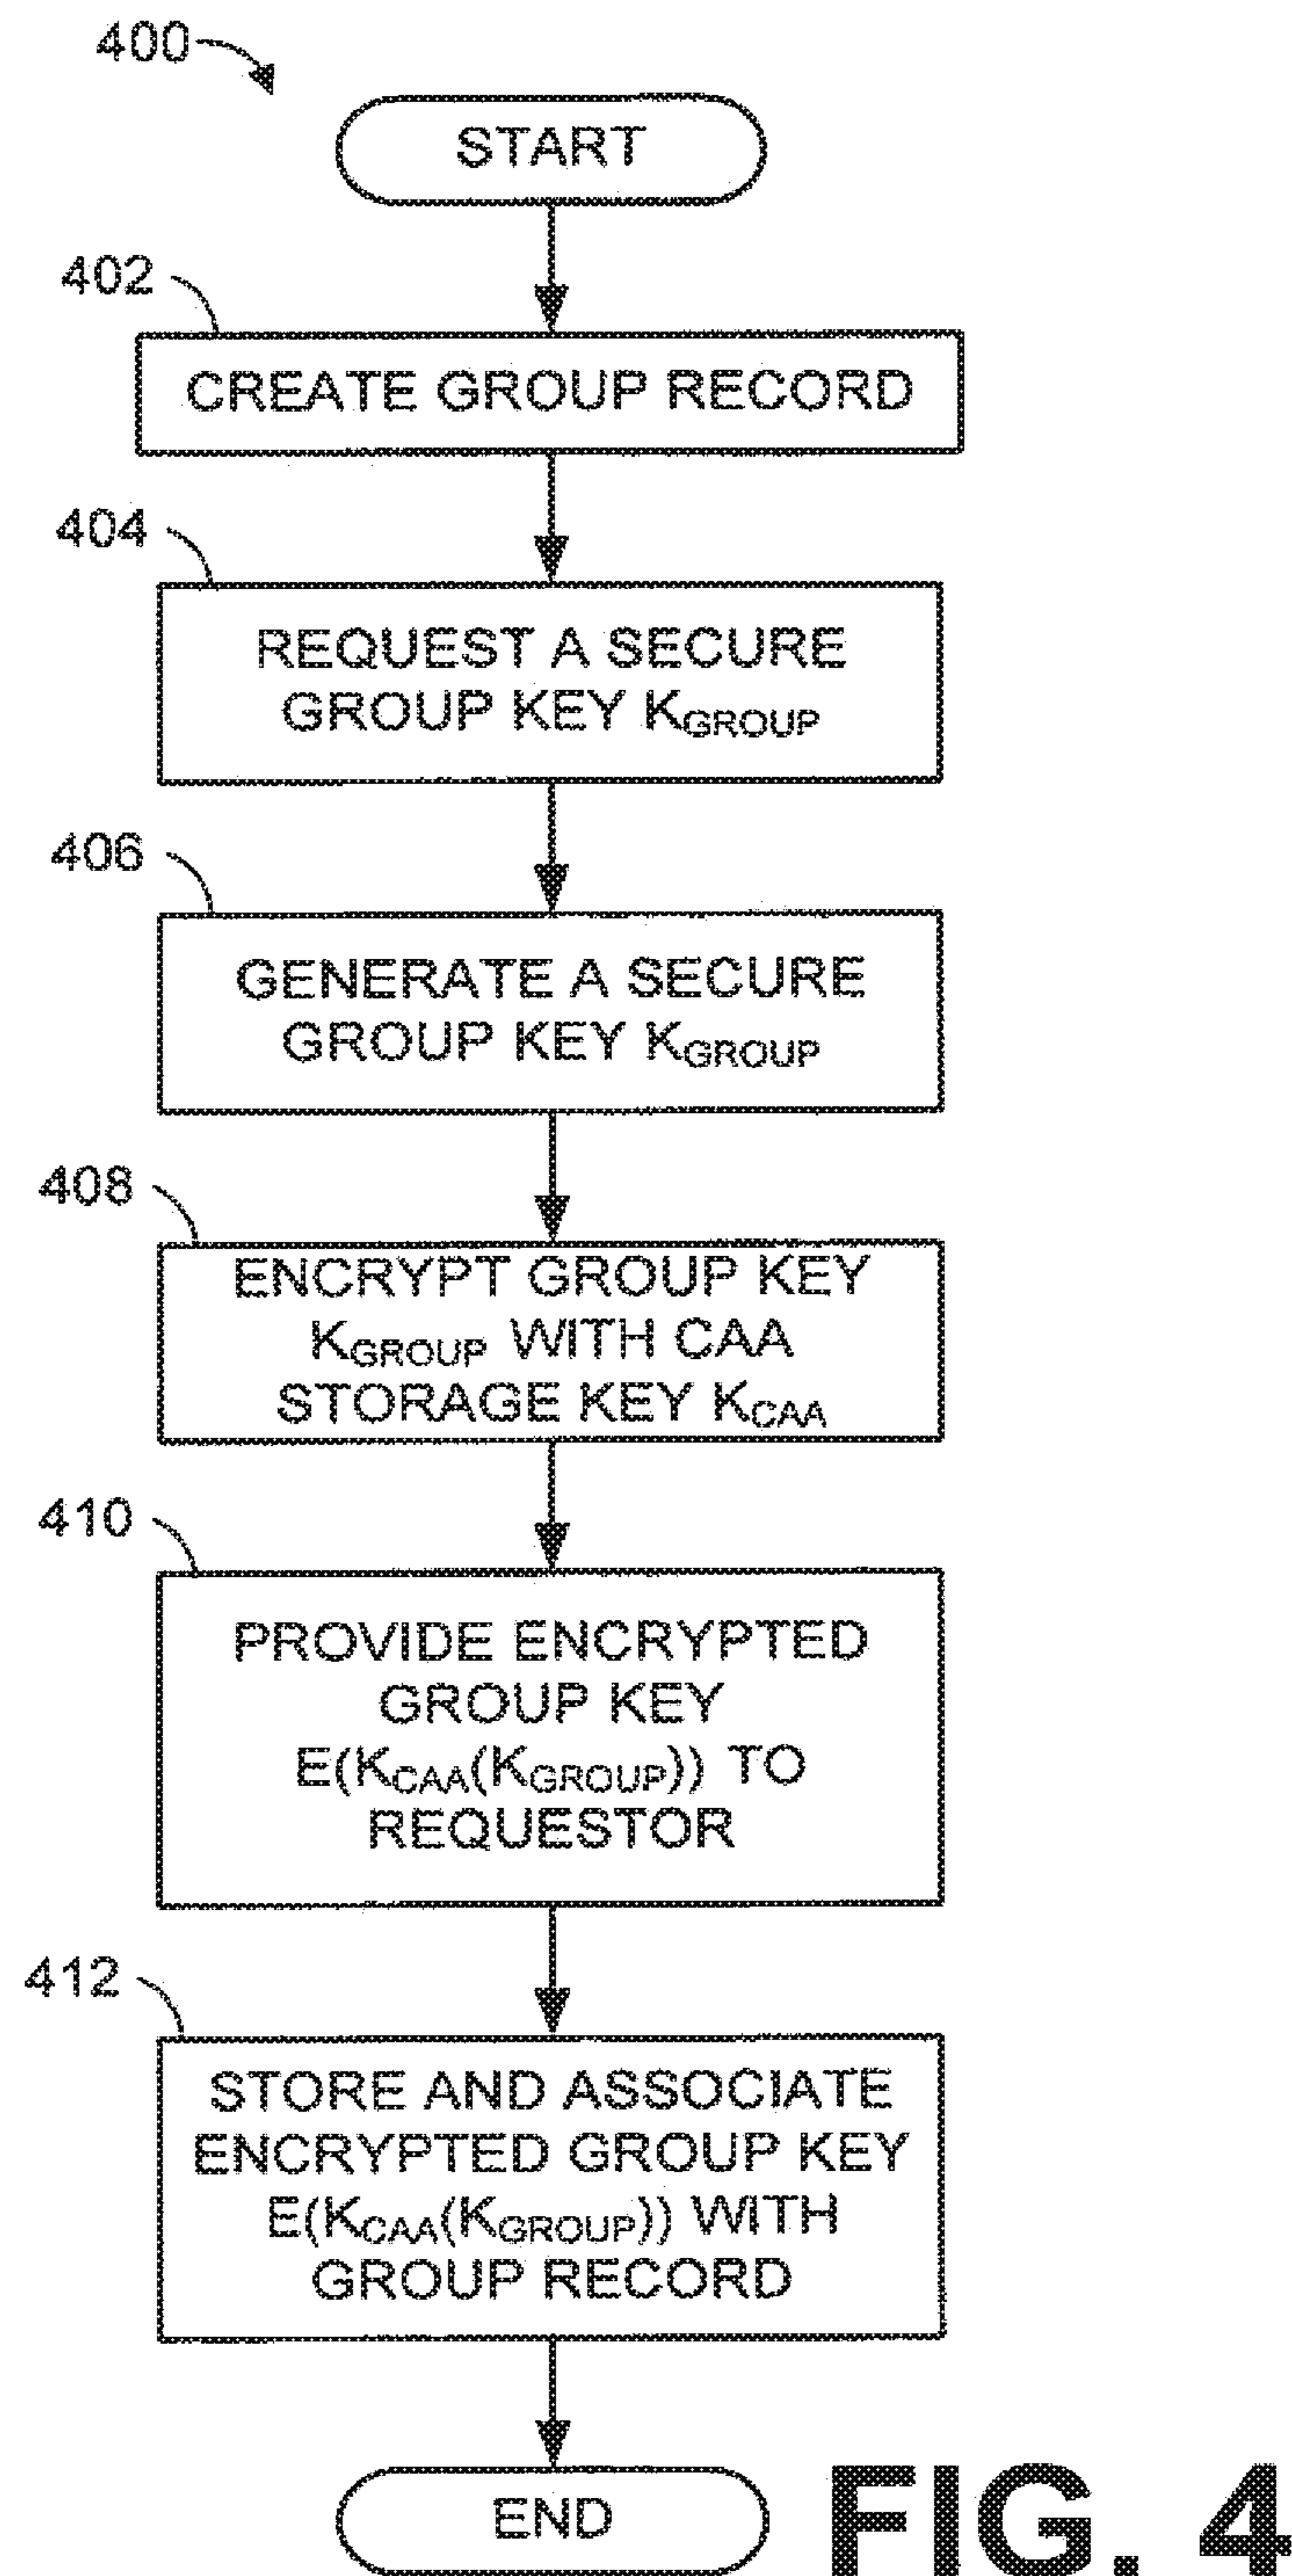 400
START
402
CREATE GROUP RECORD
404
REQUEST A SECURE
GROUP KEY KGROUP
406
GENERATE A SECURE
GROUP KEY KGROUP
408
ENCRYPT GROUP KEY
KGROUP WITH CAA
STORAGE KEY KCAA
410
PROVIDE ENCRYPTED
GROUP KEY
E(KCAA(KGROUP)) TO
REQUESTOR
412
STORE AND ASSOCIATE
ENCRYPTED GROUP KEY
E(KCAA(KGROUP)) WITH
GROUP RECORD
END
FIG. 4